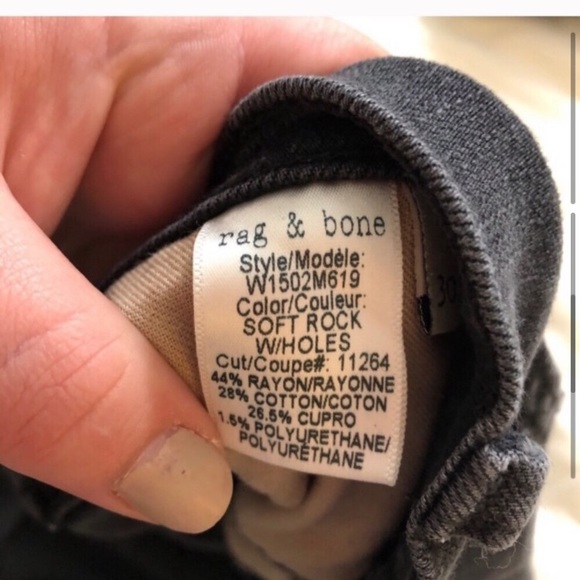 rag & bone
Style/Modèle:
W1502M619
Color/Couleur:
SOFT ROCK
W/HOLES
Cut/Coupe#: 11264
44% RAYON/RAYONNE
28% COTTON/COTON
26.5% CUPRO
1.5% POLYURETHANE/
POLYURÉTHANE
30